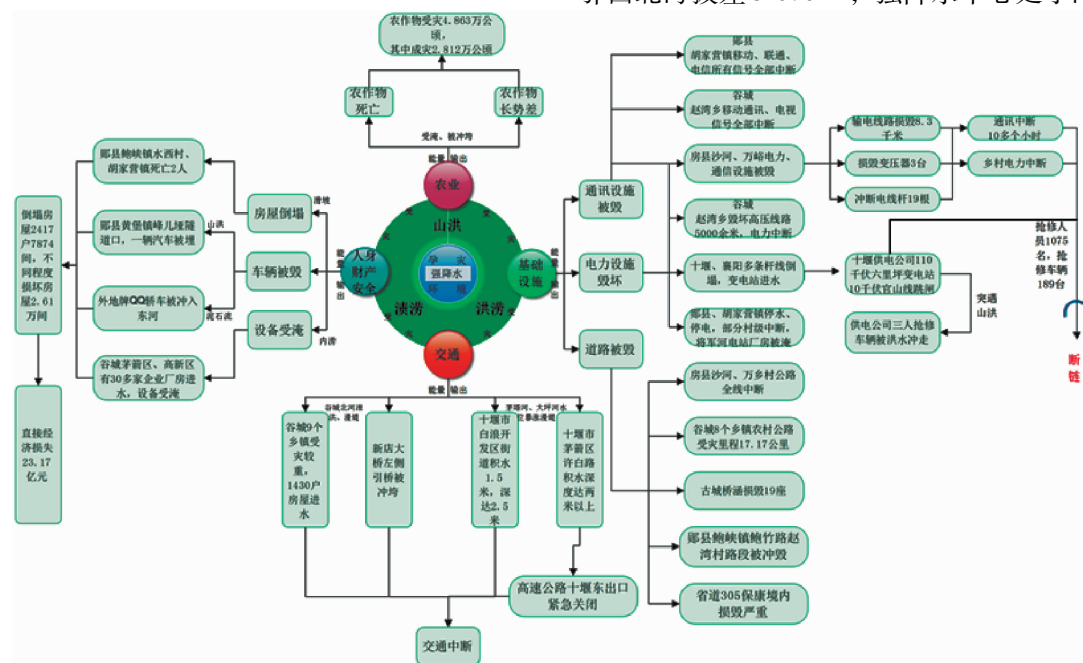 农作物受灾4.863万公
顷,
其中成灾2.812万公顷
农作物
死亡
农作物
长势差
受淹、被冲垮
能量 输出
农业
山洪
孕 灾
强降水
环 境
渍涝
洪涝
人身
财产
安全
基础
设施
交通
能量 输出
能量 输出
能量 输出
滑坡
房屋倒塌
车辆被毁
设备受淹
内涝
山洪
泥石流
郧县鲍峡镇水西村、
胡家营镇死亡2人
郧县黄堡镇峰儿垭隧
道口,一辆汽车被埋
外地牌QQ轿车被冲入
东河
谷城茅箭区、高新区
有30多家企业厂房进
水,设备受淹
倒塌房
屋2417
户7874
间,不
同程度
损坏房
屋2.61
万间
直接经
济损失
23.17
亿元
通讯设施
被毁
电力设施
毁坏
道路被毁
郧县
胡家营镇移动、联通、
电信所有信号全部中断
谷城
赵湾乡移动通讯、电视
信号全部中断
房县沙河、万峪电力、
通信设施被毁
谷城
赵湾乡毁坏高压线路
5000余米,电力中断
十堰、襄阳多条杆线倒
塌,变电站进水
郧县、胡家营镇停水、
停电,部分村级中断,
将军河电站厂房被淹
输电线路损毁8.3
千米
损毁变压器3台
冲断电线杆19根
通讯中断
10多个小时
乡村电力中断
抢修人
员1075
名,抢
修车辆
189台
十堰供电公司110
千伏六里坪变电站
10千伏官山线跳闸
突遇
山洪
供电公司三人抢修
车辆被洪水冲走
断
链
房县沙河、万乡村公路
全线中断
谷城8个乡镇农村公路
受灾里程17.17公里
古城桥涵损毁19座
郧县鲍峡镇鲍竹路赵
湾村路段被冲毁
省道305保康境内
损毁严重
谷城9个
乡镇受
灾较
重,
1430户
房屋进
水
新店大
桥左侧
引桥被
冲垮
十堰市
白浪开
发区街
道积水
1.5
米,深
达2.5
米
茅塔河、大坪河水
十堰市
茅箭区
许白路
积水深
度达两
米以上
高速公路十堰东出口
紧急关闭
交通中断